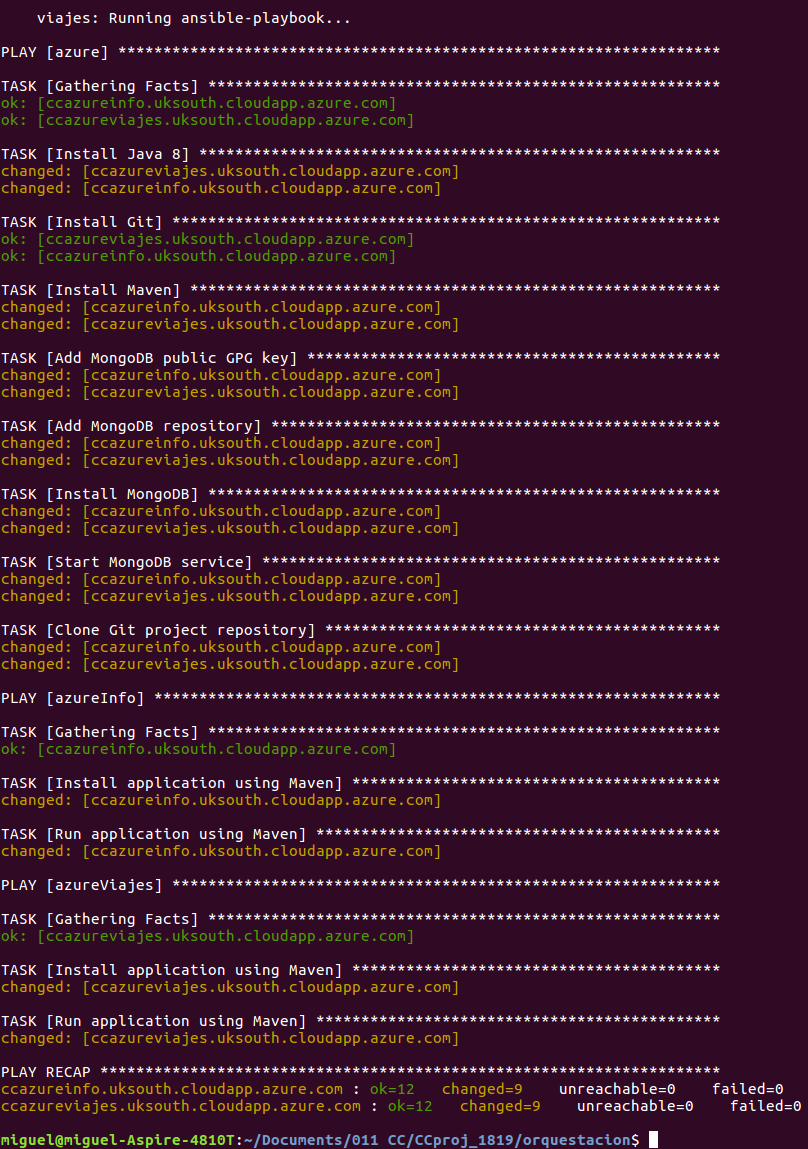 viajes: Running ansible-playbook...
PLAY [azure] *******************************************************************
TASK [Gathering Facts] *********************************************************
ok: [ccazureinfo.uksouth.cloudapp.azure.com]
ok: [ccazureviajes.uksouth.cloudapp.azure.com]
TASK [Install Java 8] **********************************************************
changed: [ccazureviajes.uksouth.cloudapp.azure.com]
changed: [ccazureinfo.uksouth.cloudapp.azure.com]
TASK [Install Git] *************************************************************
ok: [ccazureviajes.uksouth.cloudapp.azure.com]
ok: [ccazureinfo.uksouth.cloudapp.azure.com]
TASK [Install Maven] ***********************************************************
changed: [ccazureinfo.uksouth.cloudapp.azure.com]
changed: [ccazureviajes.uksouth.cloudapp.azure.com]
TASK [Add MongoDB public GPG key] **********************************************
changed: [ccazureinfo.uksouth.cloudapp.azure.com]
changed: [ccazureviajes.uksouth.cloudapp.azure.com]
TASK [Add MongoDB repository] **************************************************
changed: [ccazureinfo.uksouth.cloudapp.azure.com]
changed: [ccazureviajes.uksouth.cloudapp.azure.com]
TASK [Install MongoDB] *********************************************************
changed: [ccazureinfo.uksouth.cloudapp.azure.com]
changed: [ccazureviajes.uksouth.cloudapp.azure.com]
TASK [Start MongoDB service] ***************************************************
changed: [ccazureinfo.uksouth.cloudapp.azure.com]
changed: [ccazureviajes.uksouth.cloudapp.azure.com]
TASK [Clone Git project repository] ********************************************
changed: [ccazureinfo.uksouth.cloudapp.azure.com]
changed: [ccazureviajes.uksouth.cloudapp.azure.com]
PLAY [azureInfo] ***************************************************************
TASK [Gathering Facts] *********************************************************
ok: [ccazureinfo.uksouth.cloudapp.azure.com]
TASK [Install application using Maven] *****************************************
changed: [ccazureinfo.uksouth.cloudapp.azure.com]
TASK [Run application using Maven] *********************************************
changed: [ccazureinfo.uksouth.cloudapp.azure.com]
PLAY [azureViajes] *************************************************************
TASK [Gathering Facts] *********************************************************
ok: [ccazureviajes.uksouth.cloudapp.azure.com]
TASK [Install application using Maven] *****************************************
changed: [ccazureviajes.uksouth.cloudapp.azure.com]
TASK [Run application using Maven] *********************************************
changed: [ccazureviajes.uksouth.cloudapp.azure.com]
PLAY RECAP *********************************************************************
ccazureinfo.uksouth.cloudapp.azure.com : ok=12   changed=9    unreachable=0    failed=0
ccazureviajes.uksouth.cloudapp.azure.com : ok=12   changed=9    unreachable=0    failed=0
miguel@miguel-Aspire-4810T:~/Documents/011 CC/CCproj_1819/orquestacion$